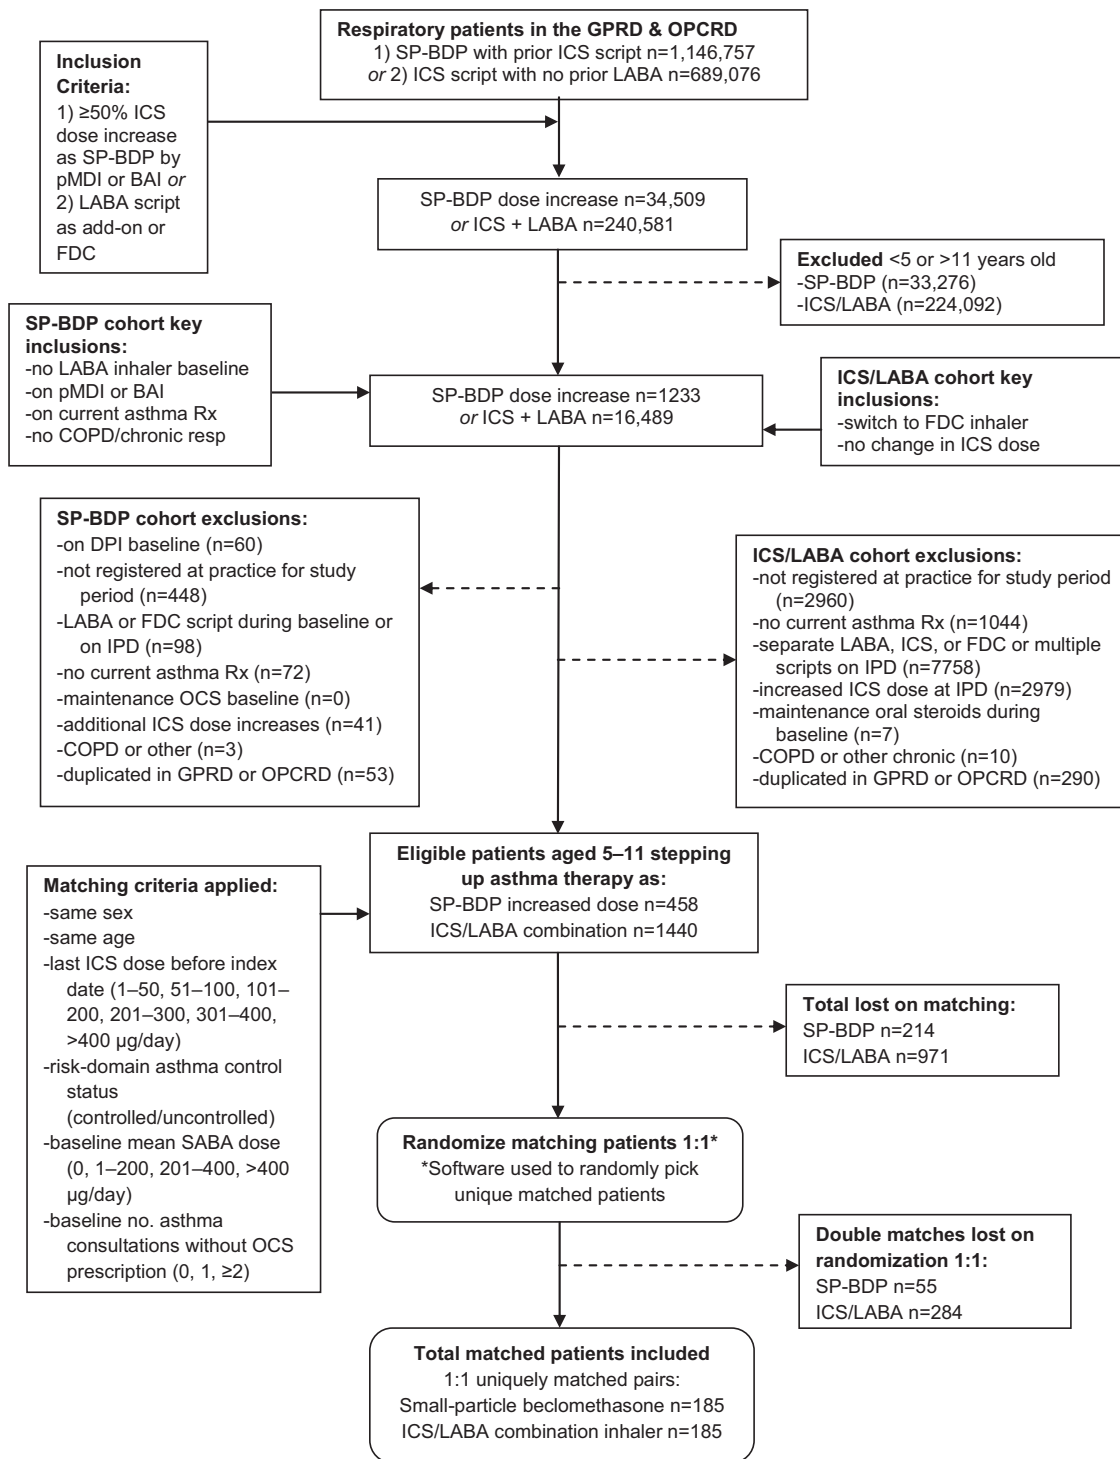 Respiratory patients in the GPRD & OPCRD
1) SP-BDP with prior ICS script n=1,146,757
or 2) ICS script with no prior LABA n=689,076
Inclusion
Criteria:
1) ≥50% ICS
dose increase
as SP-BDP by
pMDI or BAI or
2) LABA script
as add-on or
FDC
SP-BDP dose increase n=34,509
or ICS + LABA n=240,581
Excluded <5 or >11 years old
-SP-BDP (n=33,276)
-ICS/LABA (n=224,092)
SP-BDP cohort key
inclusions:
-no LABA inhaler baseline
-on pMDI or BAI
-on current asthma Rx
-no COPD/chronic resp
SP-BDP dose increase n=1233
or ICS + LABA n=16,489
ICS/LABA cohort key
inclusions:
-switch to FDC inhaler
-no change in ICS dose
SP-BDP cohort exclusions:
-on DPI baseline (n=60)
-not registered at practice for study
period (n=448)
-LABA or FDC script during baseline or
on IPD (n=98)
-no current asthma Rx (n=72)
-maintenance OCS baseline (n=0)
-additional ICS dose increases (n=41)
-COPD or other (n=3)
-duplicated in GPRD or OPCRD (n=53)
ICS/LABA cohort exclusions:
-not registered at practice for study period
(n=2960)
-no current asthma Rx (n=1044)
-separate LABA, ICS, or FDC or multiple
scripts on IPD (n=7758)
-increased ICS dose at IPD (n=2979)
-maintenance oral steroids during
baseline (n=7)
-COPD or other chronic (n=10)
-duplicated in GPRD or OPCRD (n=290)
Eligible patients aged 5–11 stepping
up asthma therapy as:
SP-BDP increased dose n=458
ICS/LABA combination n=1440
Matching criteria applied:
-same sex
-same age
-last ICS dose before index
date (1–50, 51–100, 101–
200, 201–300, 301–400,
>400 µg/day)
-risk-domain asthma control
status
(controlled/uncontrolled)
-baseline mean SABA dose
(0, 1–200, 201–400, >400
µg/day)
-baseline no. asthma
consultations without OCS
prescription (0, 1, ≥2)
Total lost on matching:
SP-BDP n=214
ICS/LABA n=971
Randomize matching patients 1:1*
*Software used to randomly pick
unique matched patients
Double matches lost on
randomization 1:1:
SP-BDP n=55
ICS/LABA n=284
Total matched patients included
1:1 uniquely matched pairs:
Small-particle beclomethasone n=185
ICS/LABA combination inhaler n=185